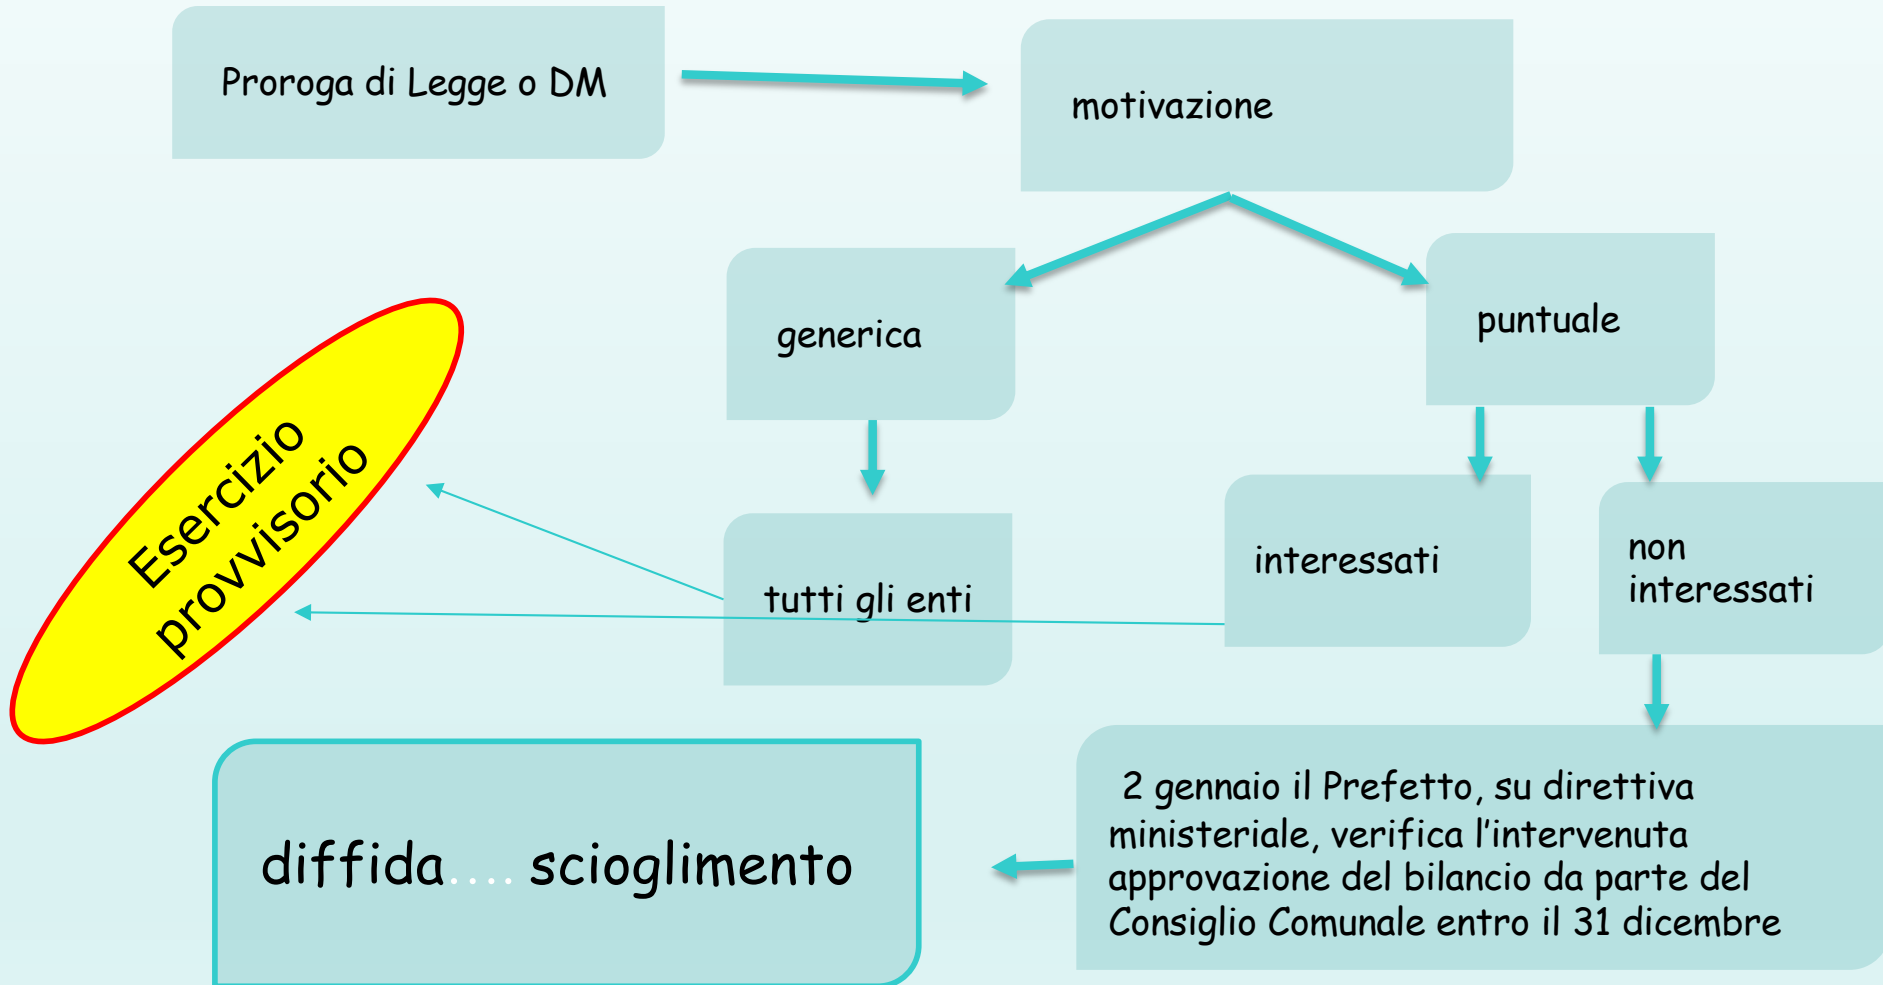 Proroga di Legge o DM
motivazione
generica
puntuale
Esercizio
provvisorio
tutti gli enti
interessati
non
interessati
2 gennaio il Prefetto, su direttiva
ministeriale, verifica l'intervenuta
approvazione del bilancio da parte del
Consiglio Comunale entro il 31 dicembre
diffida.... scioglimento